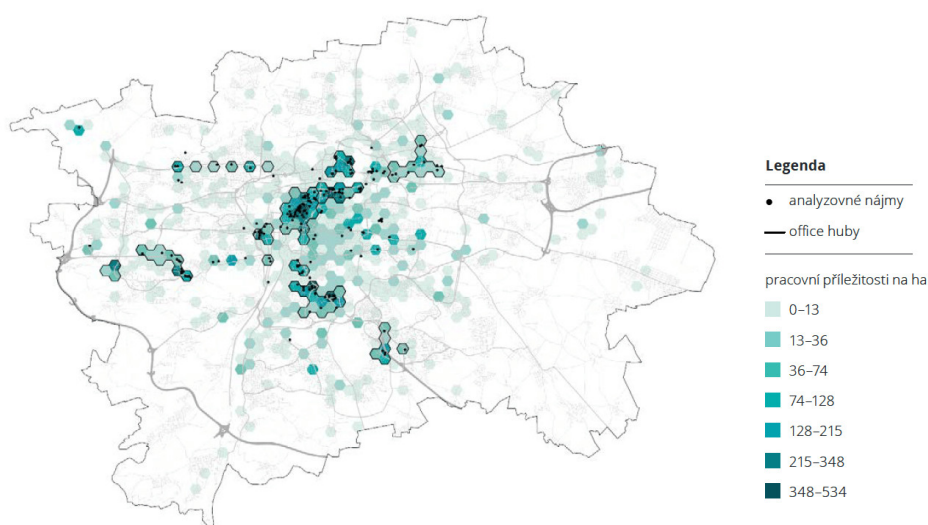 Legenda
analyzovné nájmy
office huby
pracovní příležitosti na ha
0–13
13–36
36–74
74–128
128–215
215–348
348–534